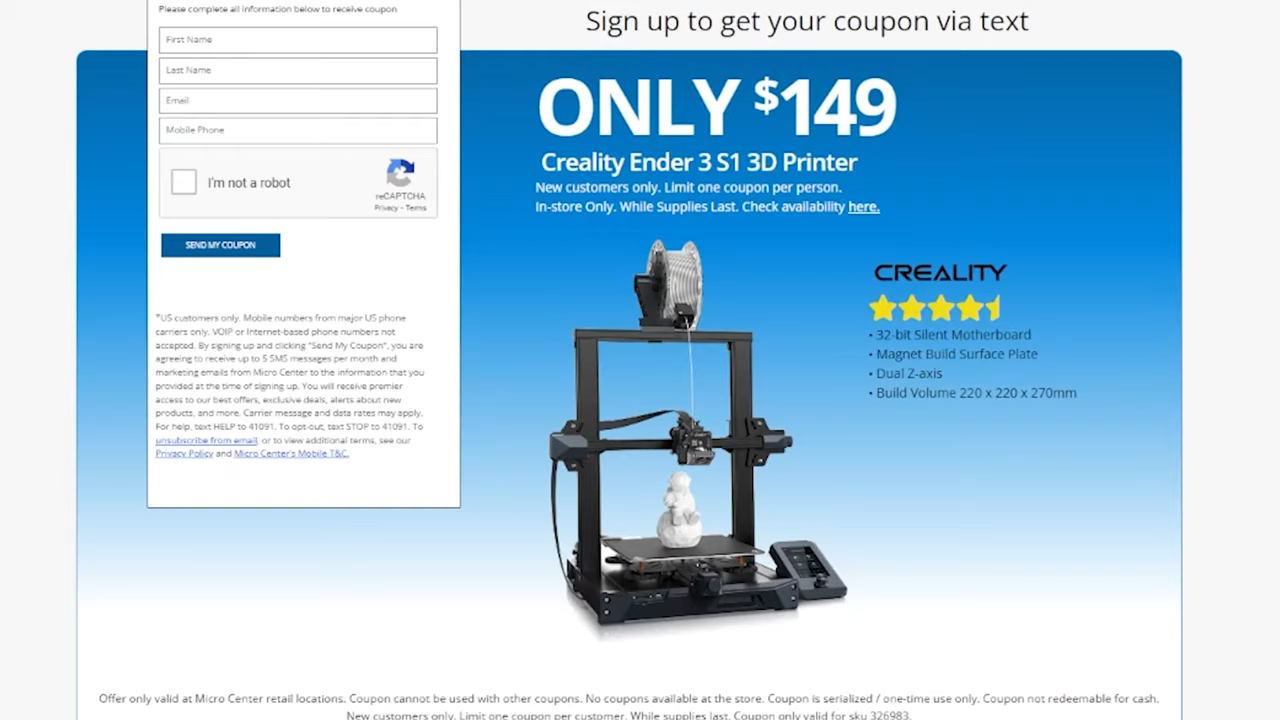 Please complete all information below to receive coupon
First Name
Last Name
Email
Mobile Phone
I'm not a robot
reCAPTCHA
Privacy - Terms
SEND MY COUPON
*US customers only. Mobile numbers from major US phone
carriers only. VOIP or Internet-based phone numbers not
accepted. By signing up and clicking "Send My Coupon", you are
agreeing to receive up to 5 SMS messages per month and
marketing emails from Micro Center to the information that you
provided at the time of signing up. You will receive premier
access to our best offers, exclusive deals, alerts about new
products, and more. Carrier message and data rates may apply.
For help, text HELP to 41091. To opt-out, text STOP to 41091. To
unsubscribe from email, or to view additional terms, see our
Privacy Policy and Micro Center's Mobile T&C.
Sign up to get your coupon via text
ONLY $149
Creality Ender 3 S1 3D Printer
New customers only. Limit one coupon per person.
In-store Only. While Supplies Last. Check availability here.
CREALITY
• 32-bit Silent Motherboard
• Magnet Build Surface Plate
• Dual Z-axis
• Build Volume 220 x 220 x 270mm
Offer only valid at Micro Center retail locations. Coupon cannot be used with other coupons. No coupons available at the store. Coupon is serialized / one-time use only. Coupon not redeemable for cash.
New customers only. Limit one coupon per customer. While supplies last. Coupon only valid for sku 326983.